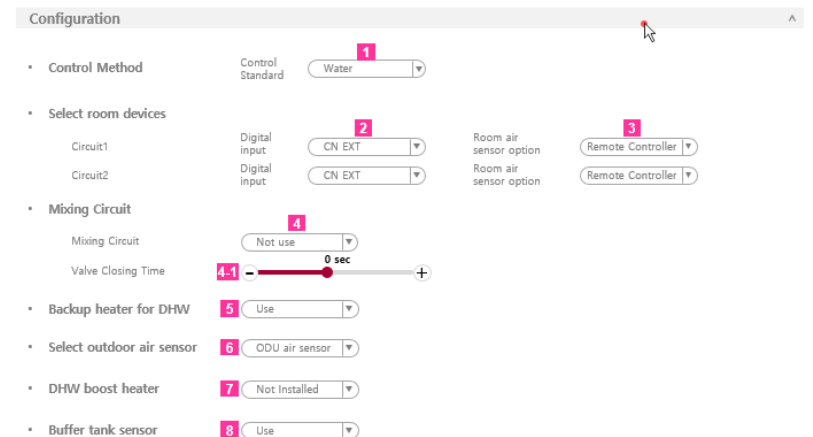 Configuration ^
1
• Control Method Control Standard Water
• Select room devices
2 3
Circuit1 Digital input CN EXT Room air sensor option Remote Controller
Circuit2 Digital input CN EXT Room air sensor option Remote Controller
• Mixing Circuit
4
Mixing Circuit Not use
0 sec
Valve Closing Time 4-1 - +
• Backup heater for DHW 5 Use
• Select outdoor air sensor 6 ODU air sensor
• DHW boost heater 7 Not Installed
• Buffer tank sensor 8 Use